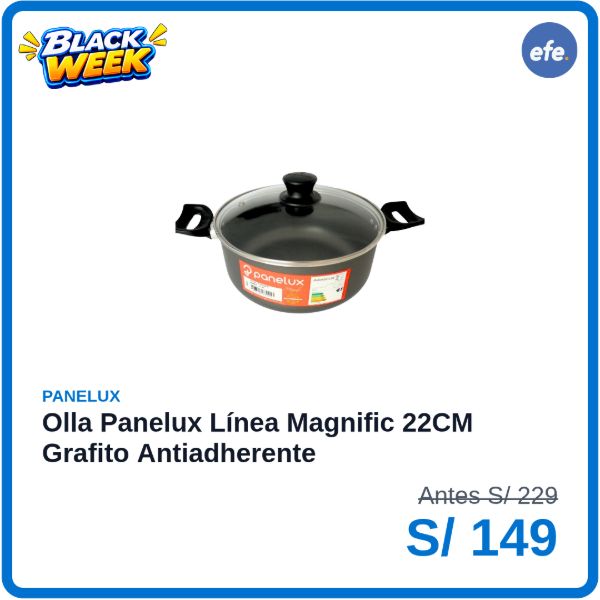 BLACK
WEEK
efe.
panelux
PANELUX
Olla Panelux Línea Magnific 22CM
Grafito Antiadherente
Antes S/ 229
S/ 149